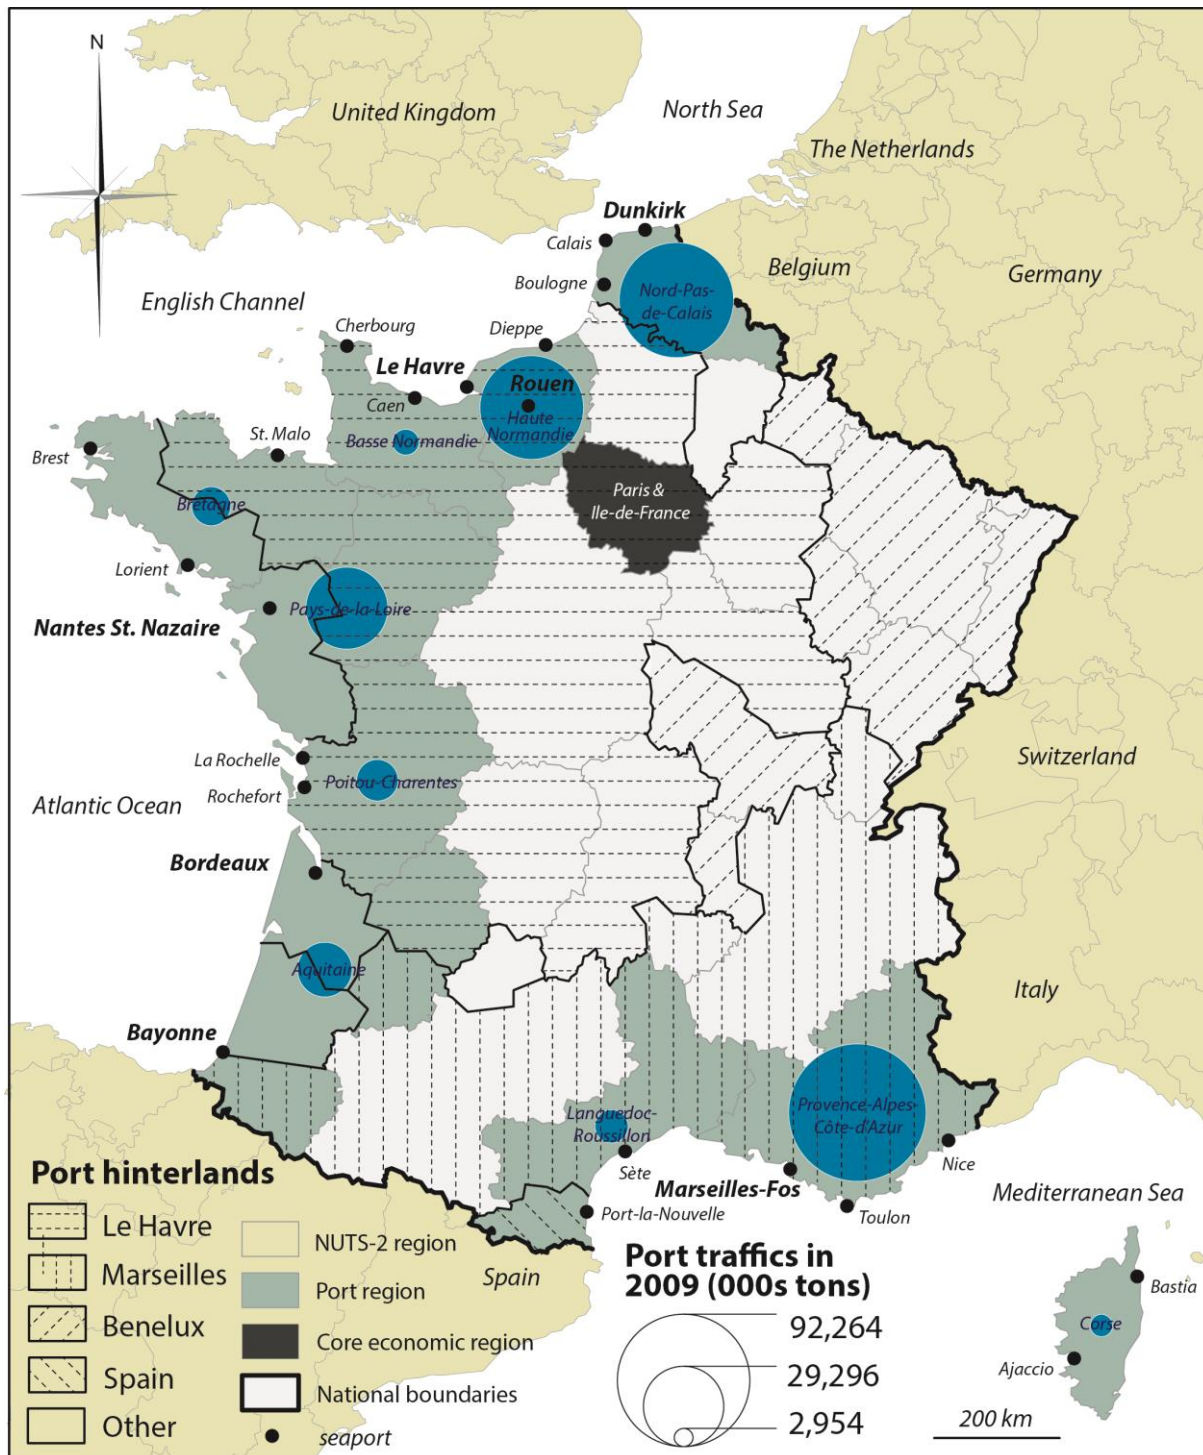 N
United Kingdom
North Sea
The Netherlands
Dunkirk
Calais
Belgium
Germany
Boulogne
Nord-Pas-
de-Calais
English Channel
Cherbourg
Dieppe
Le Havre
Rouen
Caen
Haute
Normandie
Basse Normandie
St. Malo
Brest
Paris &
Ile-de-France
Bretagne
Lorient
Pays-de-la-Loire
Nantes St. Nazaire
La Rochelle
Switzerland
Poitou-Charentes
Rochefort
Atlantic Ocean
Bordeaux
Aquitaine
Italy
Bayonne
Languedoc-
Roussillon
Provence-Alpes-
Côte-d'Azur
Sète
Nice
Marseilles-Fos
Mediterranean Sea
Port-la-Nouvelle
Toulon
Spain
Bastia
Corse
Ajaccio
Port hinterlands
Le Havre
Marseilles
Benelux
Spain
Other
NUTS-2 region
Port region
Core economic region
National boundaries
seaport
Port traffics in
2009 (000s tons)
92,264
29,296
2,954
200 km